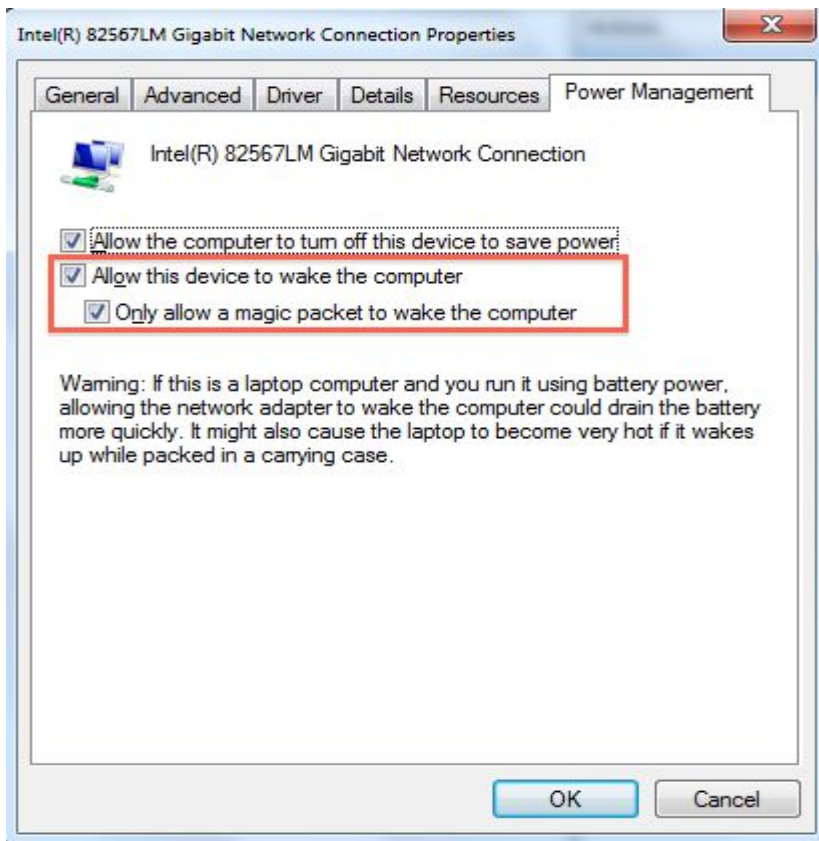 Intel(R) 82567LM Gigabit Network Connection Properties
General Advanced Driver Details Resources Power Management
Intel(R) 82567LM Gigabit Network Connection
Allow the computer to turn off this device to save power
Allow this device to wake the computer
Only allow a magic packet to wake the computer
Warning: If this is a laptop computer and you run it using battery power,
allowing the network adapter to wake the computer could drain the battery
more quickly. It might also cause the laptop to become very hot if it wakes
up while packed in a carrying case.
OK Cancel